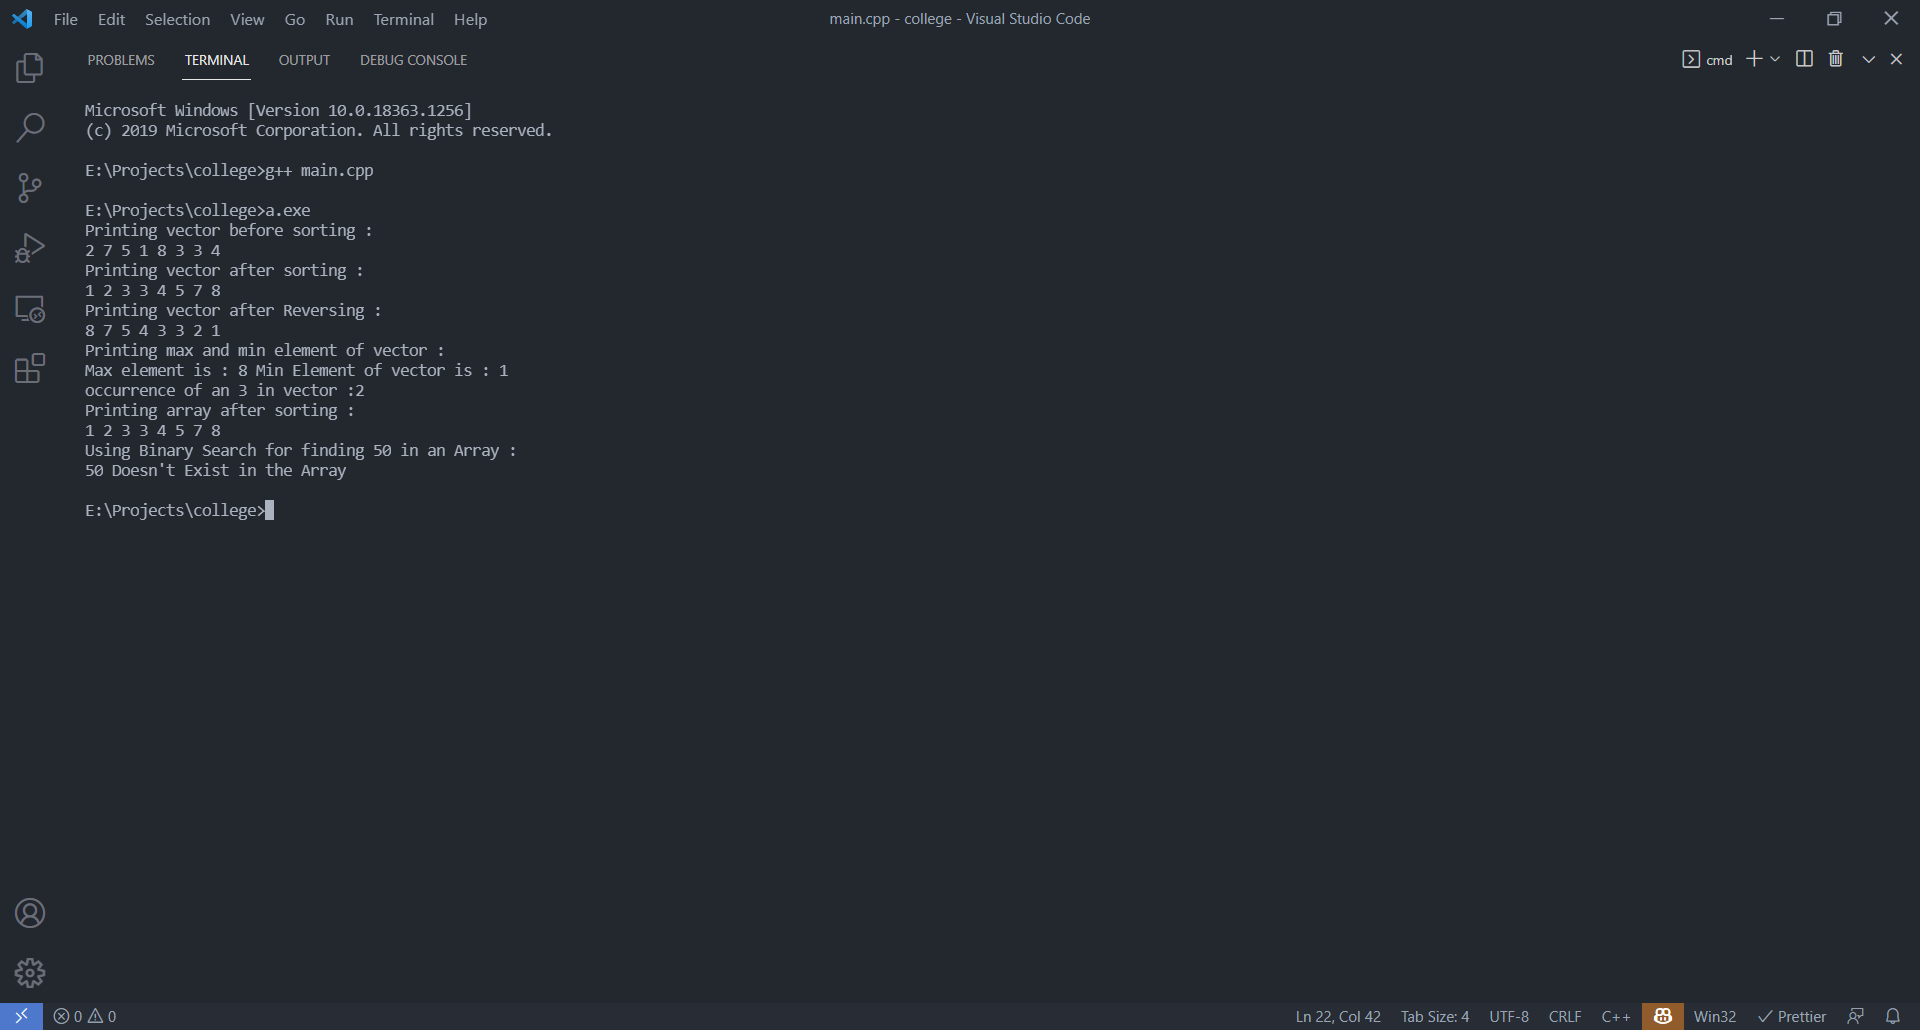 File Edit Selection View Go Run Terminal Help
main.cpp - college - Visual Studio Code
PROBLEMS TERMINAL OUTPUT DEBUG CONSOLE
cmd
Microsoft Windows [Version 10.0.18363.1256]
(c) 2019 Microsoft Corporation. All rights reserved.
E:\Projects\college>g++ main.cpp
E:\Projects\college>a.exe
Printing vector before sorting :
2 7 5 1 8 3 3 4
Printing vector after sorting :
1 2 3 3 4 5 7 8
Printing vector after Reversing :
8 7 5 4 3 3 2 1
Printing max and min element of vector :
Max element is : 8 Min Element of vector is : 1
occurrence of an 3 in vector :2
Printing array after sorting :
1 2 3 3 4 5 7 8
Using Binary Search for finding 50 in an Array :
50 Doesn't Exist in the Array
E:\Projects\college>
0 0
Ln 22, Col 42 Tab Size: 4 UTF-8 CRLF C++ Win32 Prettier